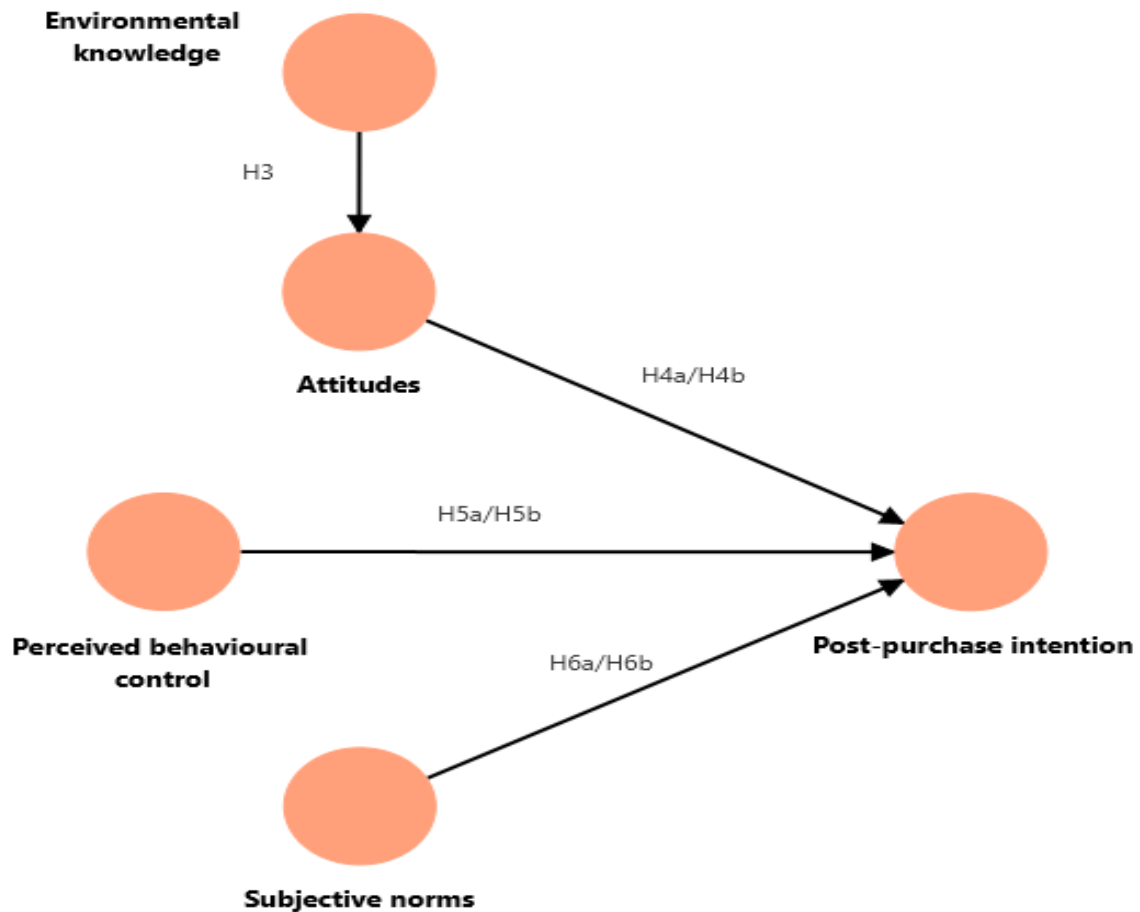 Environmental
knowledge
H3
Attitudes
H4a/H4b
H5a/H5b
Perceived behavioural
control
Post-purchase intention
H6a/H6b
Subjective norms